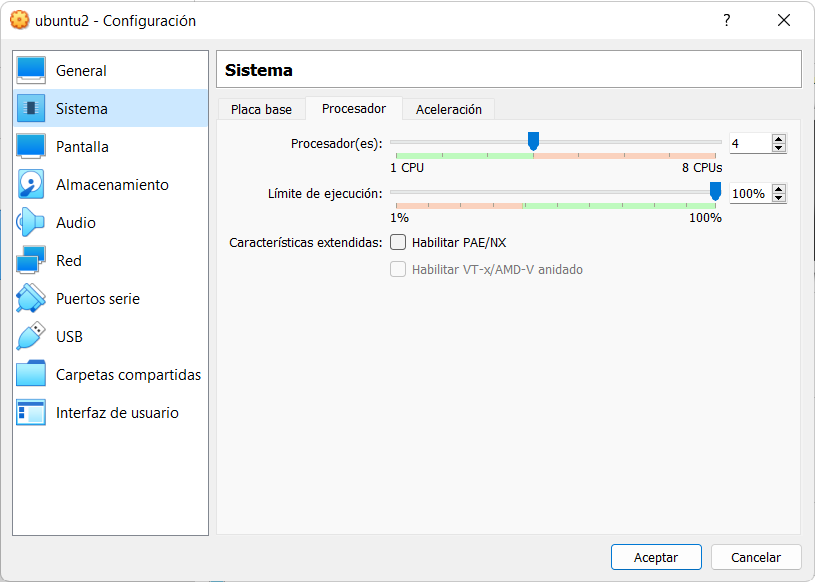 ubuntu2 - Configuración
?
General
Sistema
Pantalla
Almacenamiento
Audio
Red
Puertos serie
USB
Carpetas compartidas
Interfaz de usuario
Sistema
Placa base Procesador Aceleración
Procesador(es): 4
1 CPU 8 CPUs
Límite de ejecución: 100%
1% 100%
Características extendidas: Habilitar PAE/NX
Habilitar VT-x/AMD-V anidado
Aceptar Cancelar